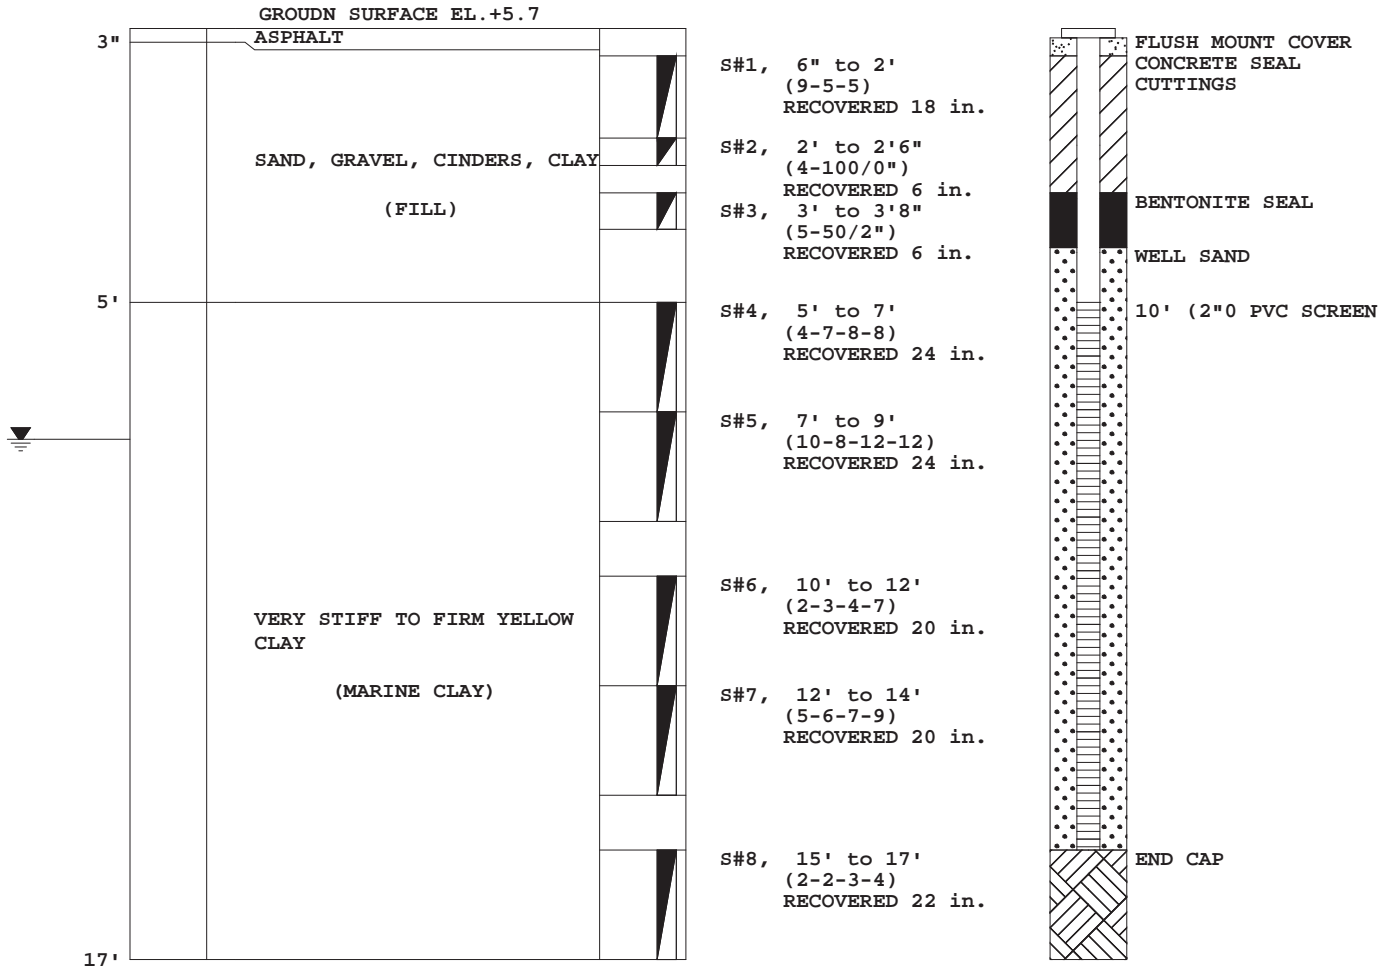 GROUDN SURFACE EL.+5.7
3"
ASPHALT
SAND, GRAVEL, CINDERS, CLAY
(FILL)
5'
VERY STIFF TO FIRM YELLOW
CLAY
(MARINE CLAY)
17'
S#1, 6" to 2'
(9-5-5)
RECOVERED 18 in.
S#2, 2' to 2'6"
(4-100/0")
RECOVERED 6 in.
S#3, 3' to 3'8"
(5-50/2")
RECOVERED 6 in.
S#4, 5' to 7'
(4-7-8-8)
RECOVERED 24 in.
S#5, 7' to 9'
(10-8-12-12)
RECOVERED 24 in.
S#6, 10' to 12'
(2-3-4-7)
RECOVERED 20 in.
S#7, 12' to 14'
(5-6-7-9)
RECOVERED 20 in.
S#8, 15' to 17'
(2-2-3-4)
RECOVERED 22 in.
FLUSH MOUNT COVER
CONCRETE SEAL
CUTTINGS
BENTONITE SEAL
WELL SAND
10' (2"0 PVC SCREEN
END CAP